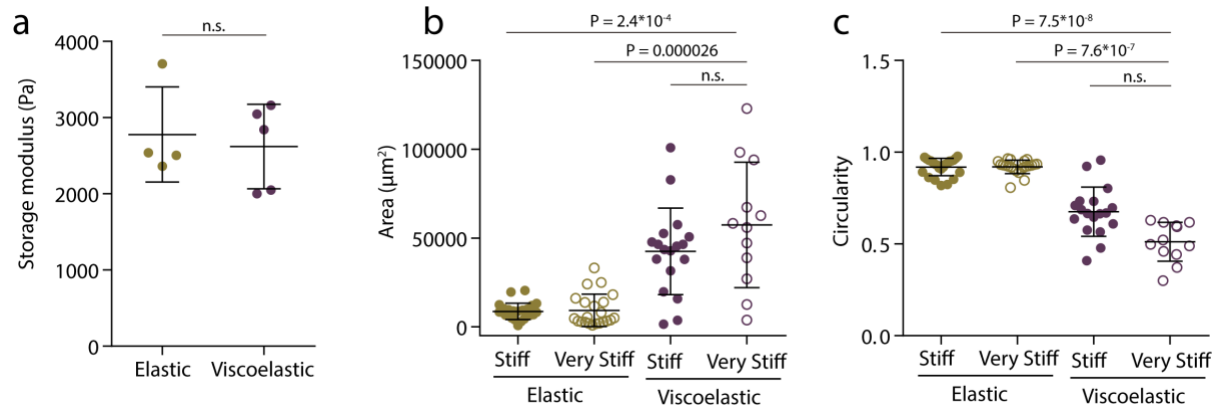 a
n.s.
Storage modulus (Pa)
4000
3000
2000
1000
0
Elastic
Viscoelastic
b
P = 2.4*10-4
P = 0.000026
n.s.
Area (μm²)
150000
100000
50000
0
Stiff
Very Stiff
Stiff
Very Stiff
Elastic
Viscoelastic
c
P = 7.5*10-8
P = 7.6*10-7
n.s.
Circularity
1.5
1.0
0.5
0.0
Stiff
Very Stiff
Stiff
Very Stiff
Elastic
Viscoelastic